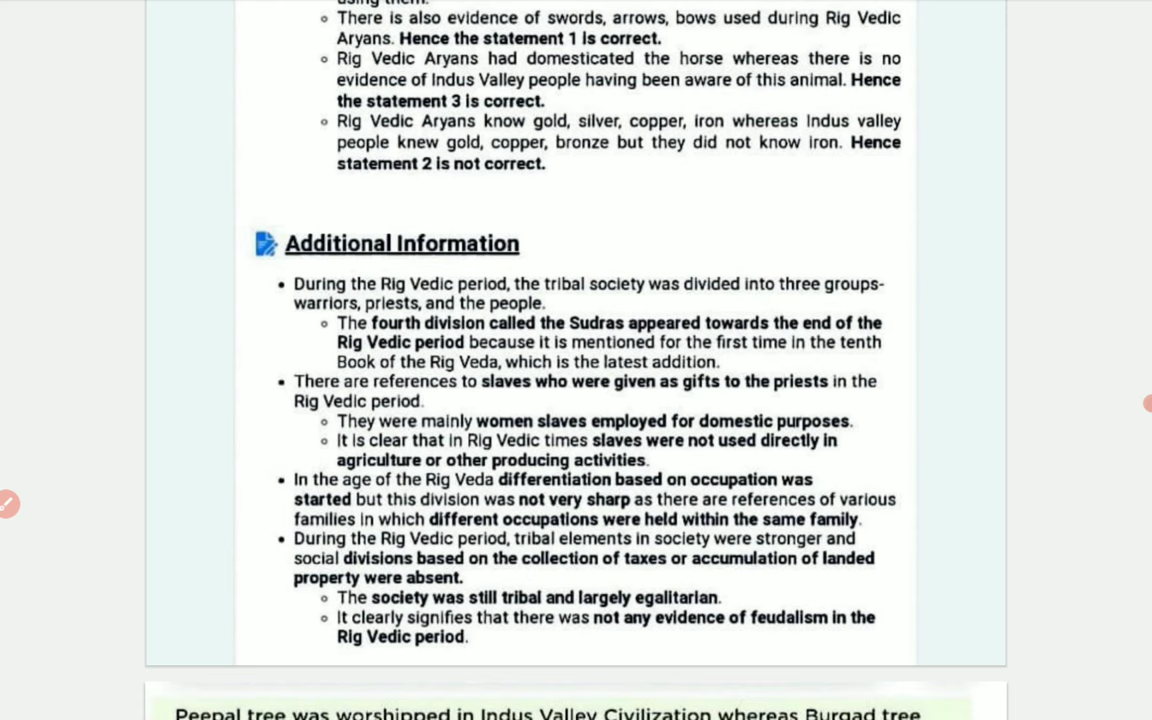 using them.
There is also evidence of swords, arrows, bows used during Rig Vedic
Aryans. Hence the statement 1 is correct.
Rig Vedic Aryans had domesticated the horse whereas there is no
evidence of Indus Valley people having been aware of this animal. Hence
the statement 3 is correct.
Rig Vedic Aryans know gold, silver, copper, iron whereas Indus valley
people knew gold, copper, bronze but they did not know iron. Hence
statement 2 is not correct.
Additional Information
During the Rig Vedic period, the tribal society was divided into three groups-
warriors, priests, and the people.
The fourth division called the Sudras appeared towards the end of the
Rig Vedic period because it is mentioned for the first time in the tenth
Book of the Rig Veda, which is the latest addition.
There are references to slaves who were given as gifts to the priests in the
Rig Vedic period.
They were mainly women slaves employed for domestic purposes.
It is clear that in Rig Vedic times slaves were not used directly in
agriculture or other producing activities.
In the age of the Rig Veda differentiation based on occupation was
started but this division was not very sharp as there are references of various
families in which different occupations were held within the same family.
During the Rig Vedic period, tribal elements in society were stronger and
social divisions based on the collection of taxes or accumulation of landed
property were absent.
The society was still tribal and largely egalitarian.
It clearly signifies that there was not any evidence of feudalism in the
Rig Vedic period.
Peepal tree was worshipped in Indus Valley Civilization whereas Burgad tree